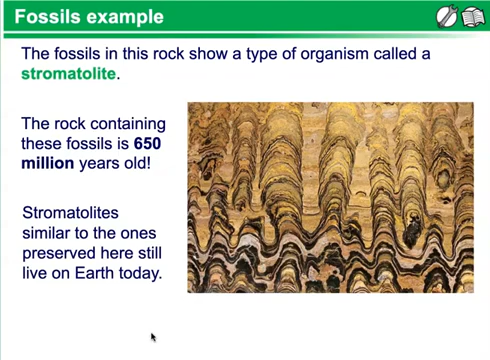 Fossils example
The fossils in this rock show a type of organism called a
stromatolite.
The rock containing
these fossils is 650
million years old!
Stromatolites
similar to the ones
preserved here still
live on Earth today.